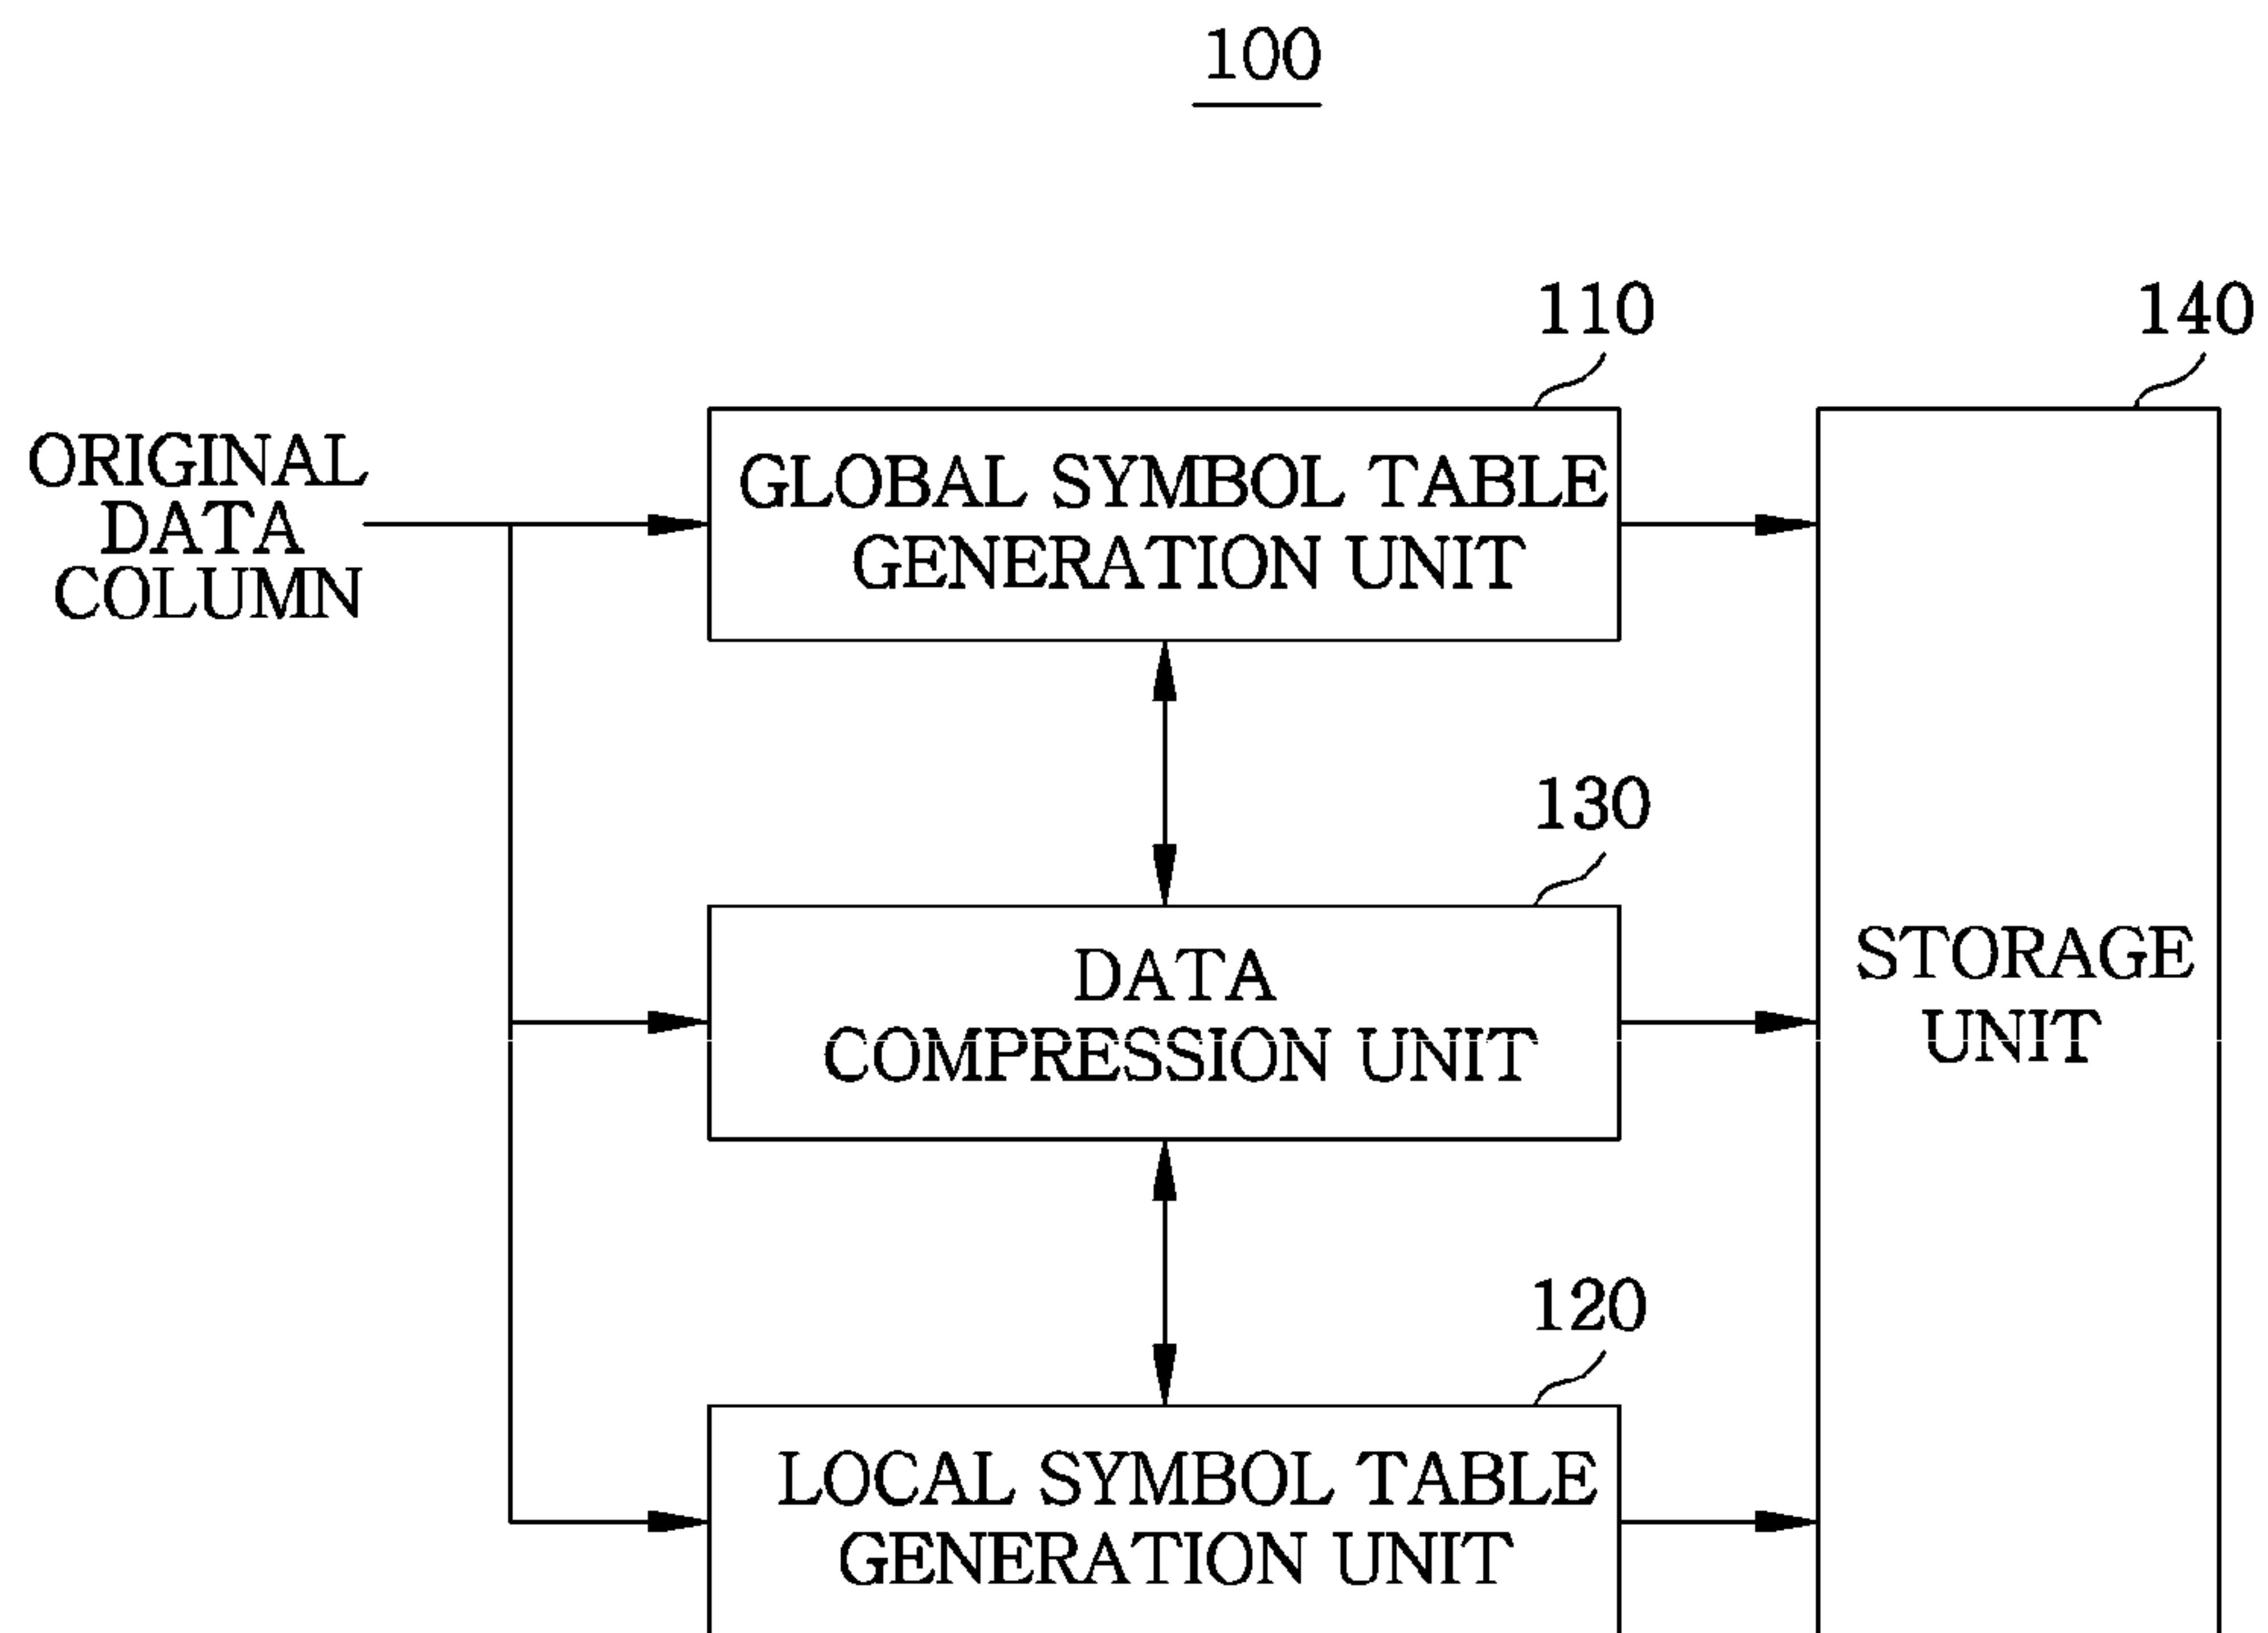 100
110
140
ORIGINAL
DATA
COLUMN
GLOBAL SYMBOL TABLE
GENERATION UNIT
130
DATA
COMPRESSION UNIT
STORAGE
UNIT
120
LOCAL SYMBOL TABLE
GENERATION UNIT